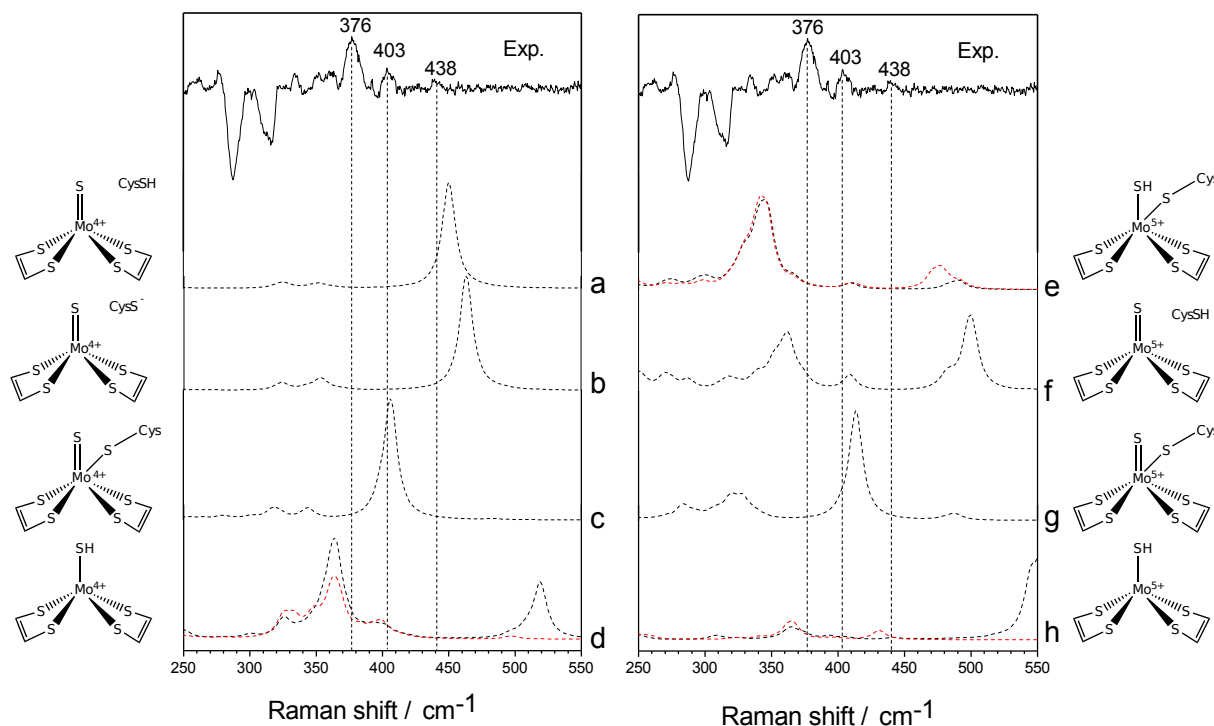 376
403
438
Exp.
376
403
438
Exp.
S
CysSH
Mo4+
S
S
S
S
a
S
CysS-
Mo4+
S
S
S
S
b
S
Cys
S
Mo4+
S
S
S
S
c
SH
Mo4+
S
S
S
S
d
SH
Cys
S
Mo5+
S
S
S
S
e
S
CysSH
Mo5+
S
S
S
S
f
S
Cys
S
Mo5+
S
S
S
S
g
SH
Mo5+
S
S
S
S
h
250 300 350 400 450 500 550
250 300 350 400 450 500 550
Raman shift / cm-1
Raman shift / cm-1